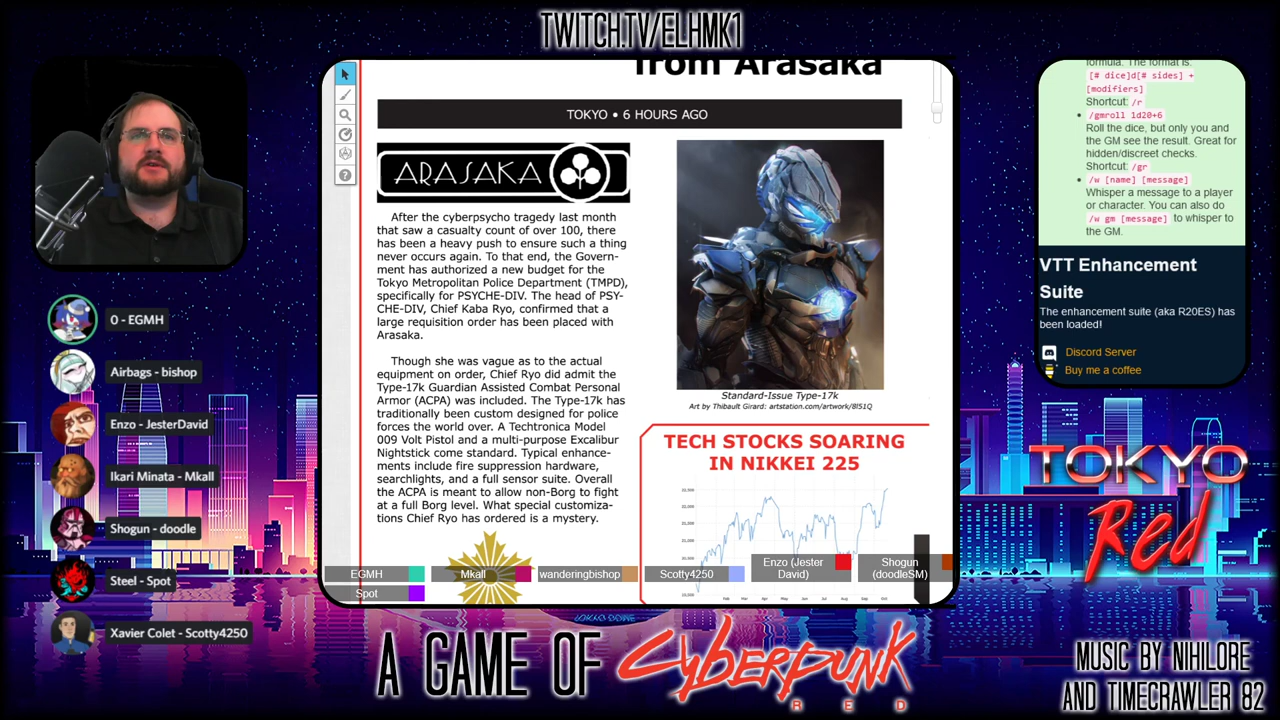 TWITCH.TV/ELHMK1
from Arasaka
TOKYO • 6 HOURS AGO
ARASAKA
After the cyberpsycho tragedy last month
that saw a casualty count of over 100, there
has been a heavy push to ensure such a thing
never occurs again. To that end, the Govern-
ment has authorized a new budget for the
Tokyo Metropolitan Police Department (TMPD),
specifically for PSYCHE-DIV. The head of PSY-
CHE-DIV, Chief Kaba Ryo, confirmed that a
large requisition order has been placed with
Arasaka.
Though she was vague as to the actual
equipment on order, Chief Ryo did admit the
Type-17k Guardian Assisted Combat Personal
Armor (ACPA) was included. The Type-17k has
traditionally been custom designed for police
forces the world over. A Techtronica Model
009 Volt Pistol and a multi-purpose Excalibur
Nightstick come standard. Typical enhance-
ments include fire suppression hardware,
searchlights, and a full sensor suite. Overall
the ACPA is meant to allow non-Borg to fight
at a full Borg level. What special customiza-
tions Chief Ryo has ordered is a mystery.
Standard-Issue Type-17k
Art by Thibault Girard: artstation.com/artwork/8l51Q
TECH STOCKS SOARING
IN NIKKEI 225
Feb Mar Apr May Jun Jul Aug Sep Oct
EGMH
Mkall
wanderingbishop
Scotty4250
Enzo (Jester
David)
Shogun
(doodleSM)
Spot
0 - EGMH
Airbags - bishop
Enzo - JesterDavid
Ikari Minata - Mkall
Shogun - doodle
Steel - Spot
Xavier Colet - Scotty4250
formula. The format is:
[# dice]d[# sides] +
[modifiers]
Shortcut: /r
/gmroll 1d20+6
Roll the dice, but only you and
the GM see the result. Great for
hidden/discreet checks.
Shortcut: /gr
/w [name] [message]
Whisper a message to a player
or character. You can also do
/w gm [message] to whisper to
the GM.
VTT Enhancement
Suite
The enhancement suite (aka R20ES) has
been loaded!
Discord Server
Buy me a coffee
TOKYO
Red
A GAME OF Cyberpunk
RED
MUSIC BY NIHILORE
AND TIMECRAWLER 82